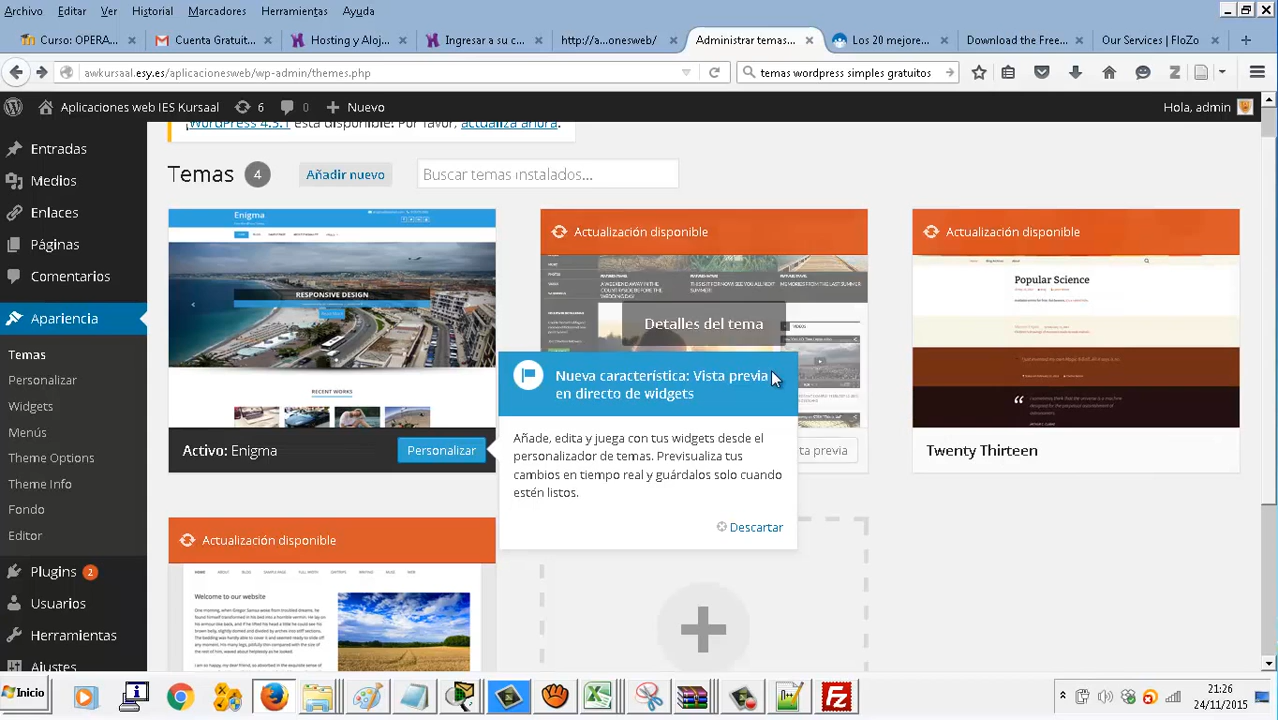 Archivo Editar Ver Historial Marcadores Herramientas Ayuda
Curso: OPERA... Gmail Cuenta Gratuit... Hosting y Aloj... Ingresar a su c... http://a...onesweb/ Administrar temas... Los 20 mejore... Download the Free... Our Services | FloZo
awkursaal.esy.es/aplicacionesweb/wp-admin/themes.php temas wordpress simples gratuitos
Aplicaciones web IES Kursaal 6 0 Nuevo Hola, admin
¡WordPress 4.3.1 está disponible! Por favor, actualiza ahora.
Temas 4 Añadir nuevo Buscar temas instalados...
Entradas
Medios
Enlaces
Páginas
Comentarios
Apariencia
Temas
Personalizar
Widgets
Menús
Theme Options
Theme Info
Fondo
Editor
Plugins 2
Usuarios
Herramientas
Ajustes
Enigma
RESPONSIVE DESIGN
Read More
RECENT WORKS
Activo: Enigma Personalizar
Actualización disponible
Detalles del tema
VIDEOS
ta previa
Nueva característica: Vista previa
en directo de widgets
Añade, edita y juega con tus widgets desde el
personalizador de temas. Previsualiza tus
cambios en tiempo real y guárdalos solo cuando
estén listos.
Descartar
Actualización disponible
Popular Science
Twenty Thirteen
Actualización disponible
Welcome to our website
Inicio
21:26
24/11/2015